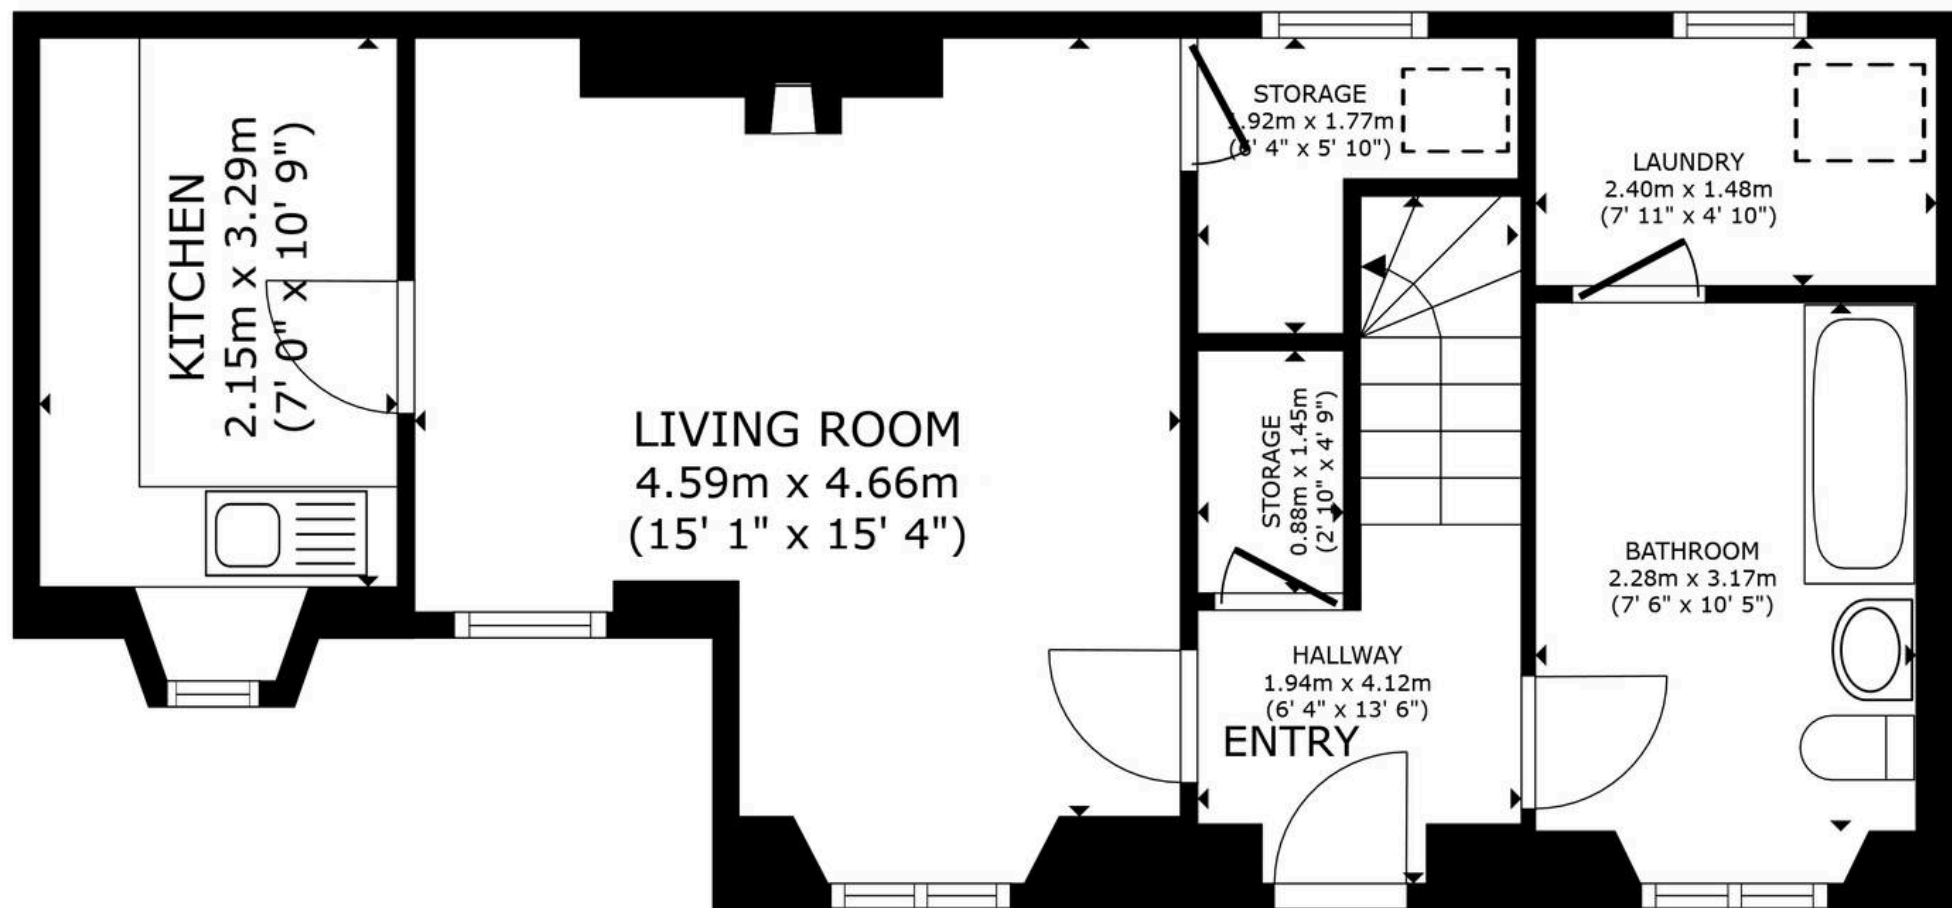 KITCHEN
2.15m x 3.29m
(7' 0" x 10' 9")
LIVING ROOM
4.59m x 4.66m
(15' 1" x 15' 4")
STORAGE
.92m x 1.77m
4" x 5' 10")
LAUNDRY
2.40m x 1.48m
(7' 11" x 4' 10")
STORAGE
0.88m x 1.45m
(2' 10" x 4' 9")
BATHROOM
2.28m x 3.17m
(7' 6" x 10' 5")
HALLWAY
1.94m x 4.12m
(6' 4" x 13' 6")
ENTRY